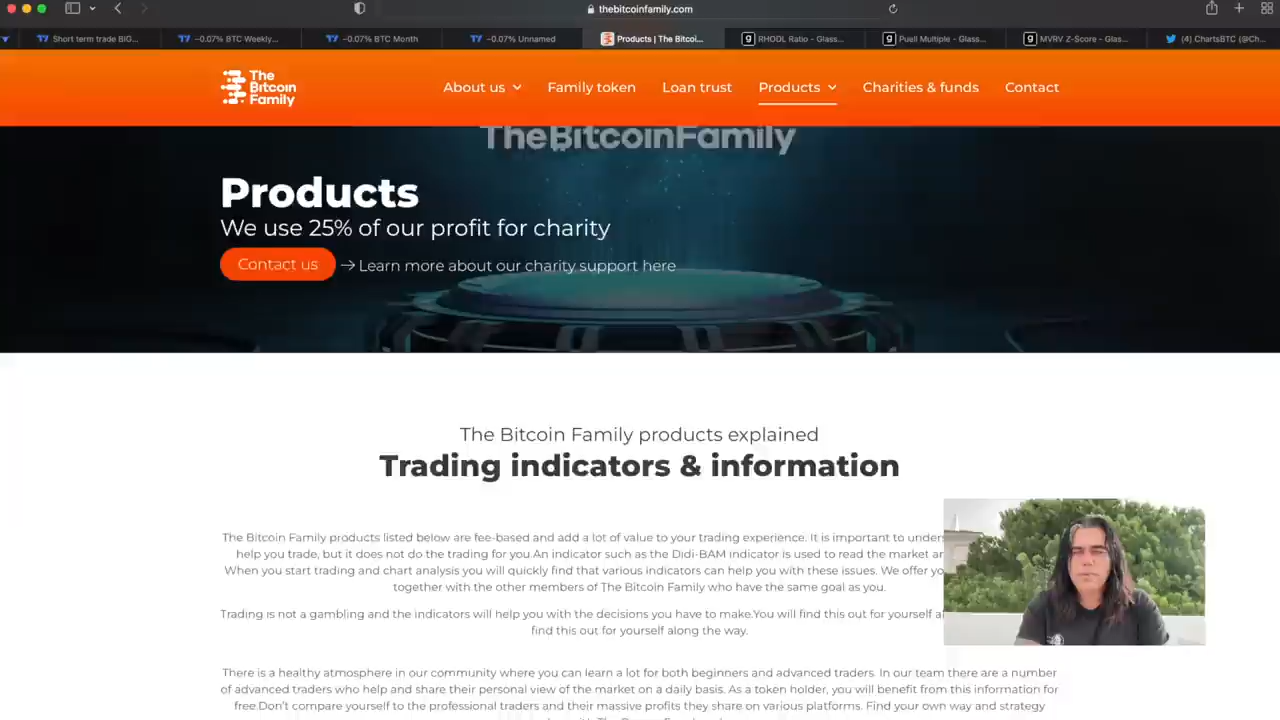 thebitcoinfamily.com
Short term trade BIG...
−0.07% BTC Weekly...
−0.07% BTC Month
−0.07% Unnamed
Products | The Bitcoi...
RHODL Ratio - Glass...
Puell Multiple - Glass...
MVRV Z-Score - Glas...
(4) ChartsBTC (@Ch...
The
Bitcoin
Family
About us
Family token
Loan trust
Products
Charities & funds
Contact
TheBitcoinFamily
Products
We use 25% of our profit for charity
Contact us
Learn more about our charity support here
The Bitcoin Family products explained
Trading indicators & information
The Bitcoin Family products listed below are fee-based and add a lot of value to your trading experience. It is important to
help you trade, but it does not do the trading for you.An indicator such as the Didi-BAM indicator is used to read the market
When you start trading and chart analysis you will quickly find that various indicators can help you with these issues. We offer
together with the other members of The Bitcoin Family who have the same goal as you.
Trading is not a gambling and the indicators will help you with the decisions you have to make.You will find this out for yourself
find this out for yourself along the way.
There is a healthy atmosphere in our community where you can learn a lot for both beginners and advanced traders. In our team there are a number
of advanced traders who help and share their personal view of the market on a daily basis. As a token holder, you will benefit from this information for
free.Don't compare yourself to the professional traders and their massive profits they share on various platforms. Find your own way and strategy